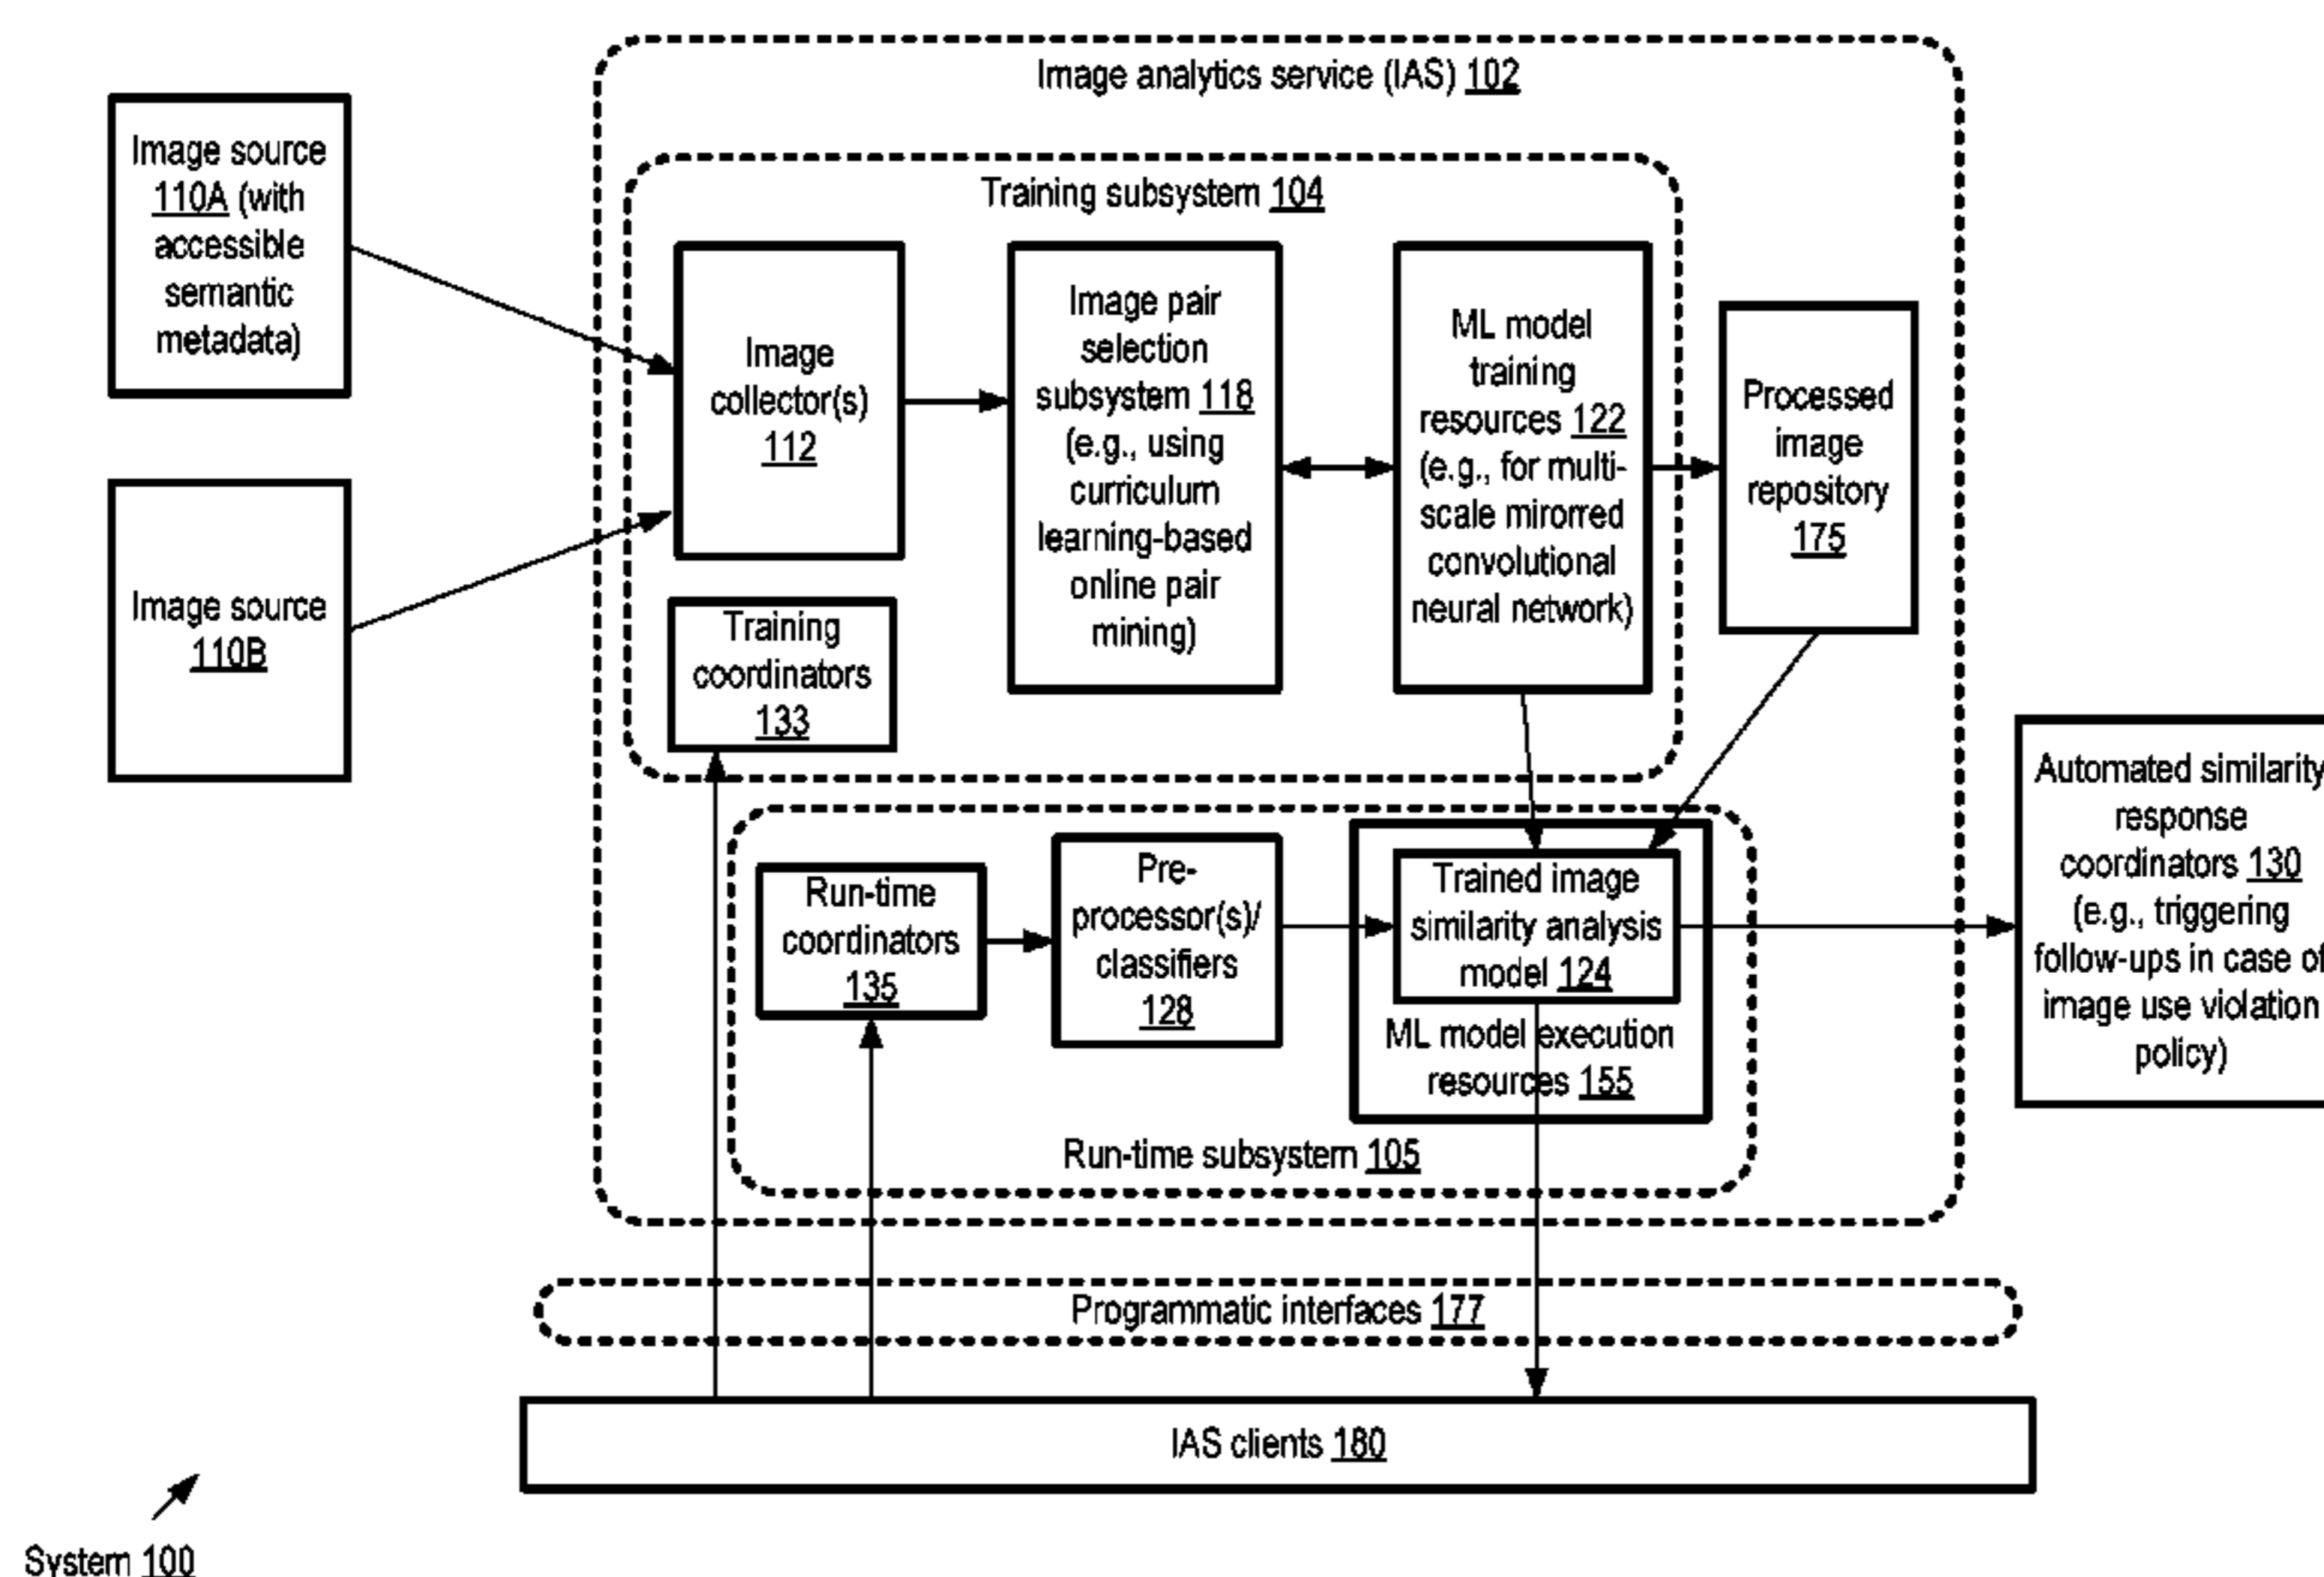 Image analytics service (IAS) 102
Image source
110A (with
accessible
semantic
metadata)
Training subsystem 104
Image
collector(s)
112
Image pair
selection
subsystem 118
(e.g., using
curriculum
learning-based
online pair
mining)
ML model
training
resources 122
(e.g., for multi-
scale mirorred
convolutional
neural network)
Processed
image
repository
175
Image source
110B
Training
coordinators
133
Automated similarity
response
coordinators 130
(e.g., triggering
follow-ups in case of
image use violation
policy)
Run-time
coordinators
135
Pre-
processor(s)/
classifiers
128
Trained image
similarity analysis
model 124
ML model execution
resources 155
Run-time subsystem 105
Programmatic interfaces 177
IAS clients 180
System 100